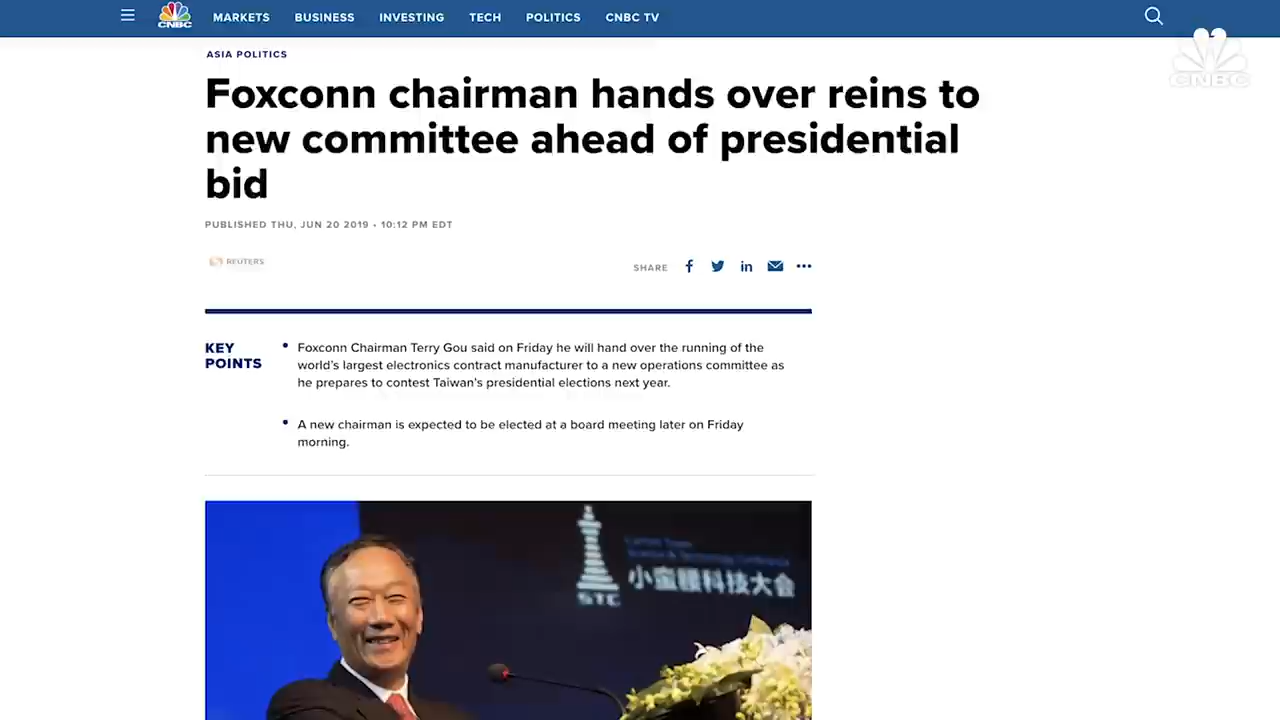 CNBC
MARKETS BUSINESS INVESTING TECH POLITICS CNBC TV
CNBC
ASIA POLITICS
Foxconn chairman hands over reins to
new committee ahead of presidential
bid
PUBLISHED THU, JUN 20 2019 • 10:12 PM EDT
REUTERS
SHARE
KEY
POINTS
• Foxconn Chairman Terry Gou said on Friday he will hand over the running of the
world's largest electronics contract manufacturer to a new operations committee as
he prepares to contest Taiwan's presidential elections next year.
• A new chairman is expected to be elected at a board meeting later on Friday
morning.
Science & Technology Conference
小蛮腰科技大会
STC